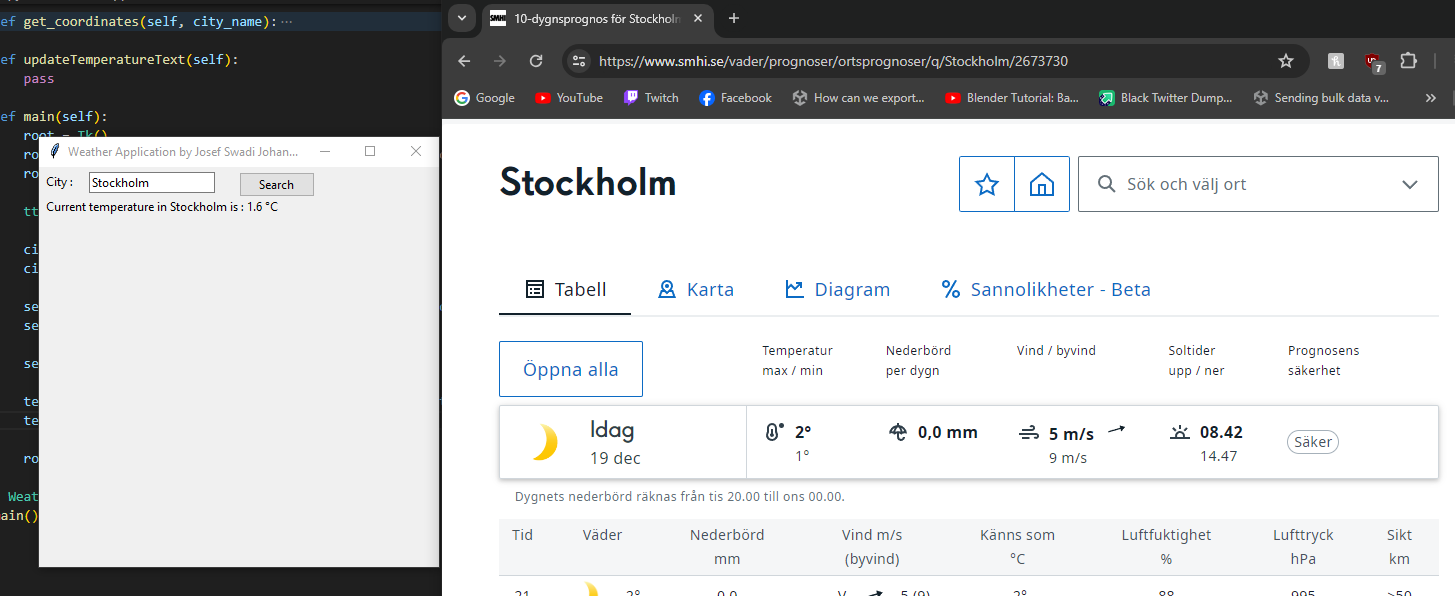 ef get_coordinates(self, city_name): ...
ef updateTemperatureText(self):
pass
ef main(self):
root = Tk()
ro
ro
tt
ci
ci
se
se
se
te
te
ro
Weat
ain()
Weather Application by Josef Swadi Johan...
City :
Stockholm
Search
Current temperature in Stockholm is : 1.6 °C
SMHI
10-dygnsprognos för Stockholm
https://www.smhi.se/vader/prognoser/ortsprognoser/q/Stockholm/2673730
7
Google
YouTube
Twitch
Facebook
How can we export...
Blender Tutorial: Ba...
Black Twitter Dump...
Sending bulk data v...
Stockholm
Sök och välj ort
Tabell
Karta
Diagram
Sannolikheter - Beta
Öppna alla
Temperatur
max / min
Nederbörd
per dygn
Vind / byvind
Soltider
upp / ner
Prognosens
säkerhet
Idag
19 dec
2°
1°
0,0 mm
5 m/s
9 m/s
08.42
14.47
Säker
Dygnets nederbörd räknas från tis 20.00 till ons 00.00.
Tid
Väder
Nederbörd
mm
Vind m/s
(byvind)
Känns som
°C
Luftfuktighet
%
Lufttryck
hPa
Sikt
km
21
2°
0,0
V
5 (9)
-2°
88
995
>50